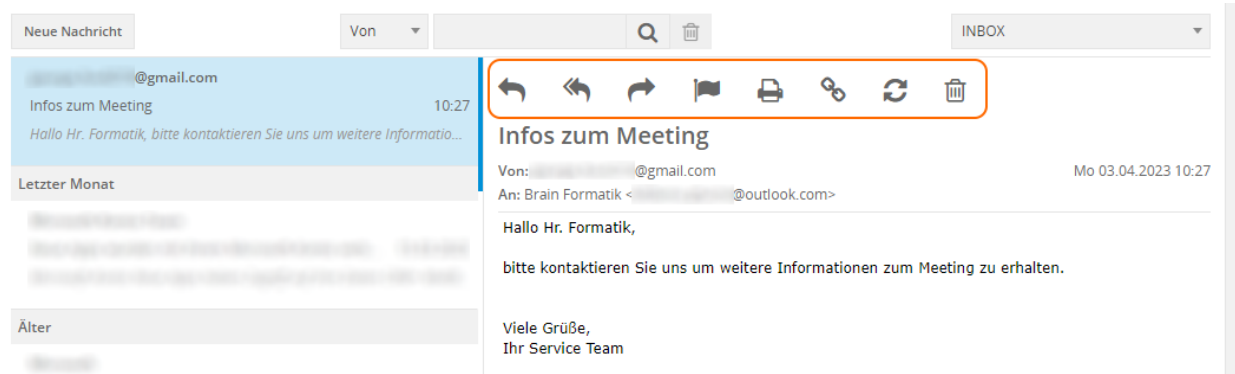 Neue Nachricht
Von
INBOX
@gmail.com
Infos zum Meeting 10:27
Hallo Hr. Formatik, bitte kontaktieren Sie uns um weitere Informatio...
Letzter Monat
Älter
Infos zum Meeting
Von: @gmail.com Mo 03.04.2023 10:27
An: Brain Formatik < @outlook.com>
Hallo Hr. Formatik,
bitte kontaktieren Sie uns um weitere Informationen zum Meeting zu erhalten.
Viele Grüße,
Ihr Service Team